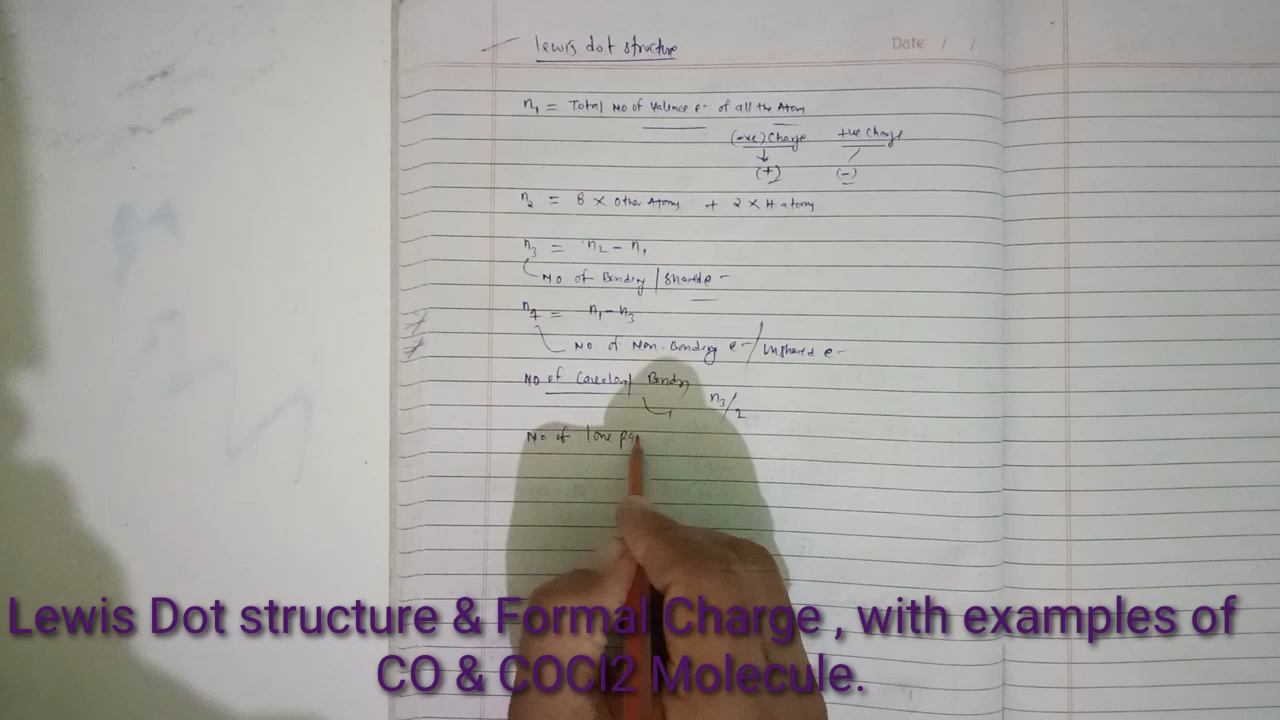 lewis dot structure
Date / /
n1 = Total No of Valence e- of all the Atom
(-ve) Charge +ve Charge
(+) (-)
n2 = 8 × Other Atoms + 2 × H atoms
n3 = n2 - n1
No of Bonding / Shared e-
n4 = n1 - n3
No of Non-Bonding e- / Unshared e-
No of Covalent Bonds
n3/2
No of lone pa
Lewis Dot structure & Formal Charge , with examples of
CO & COCl2 Molecule.